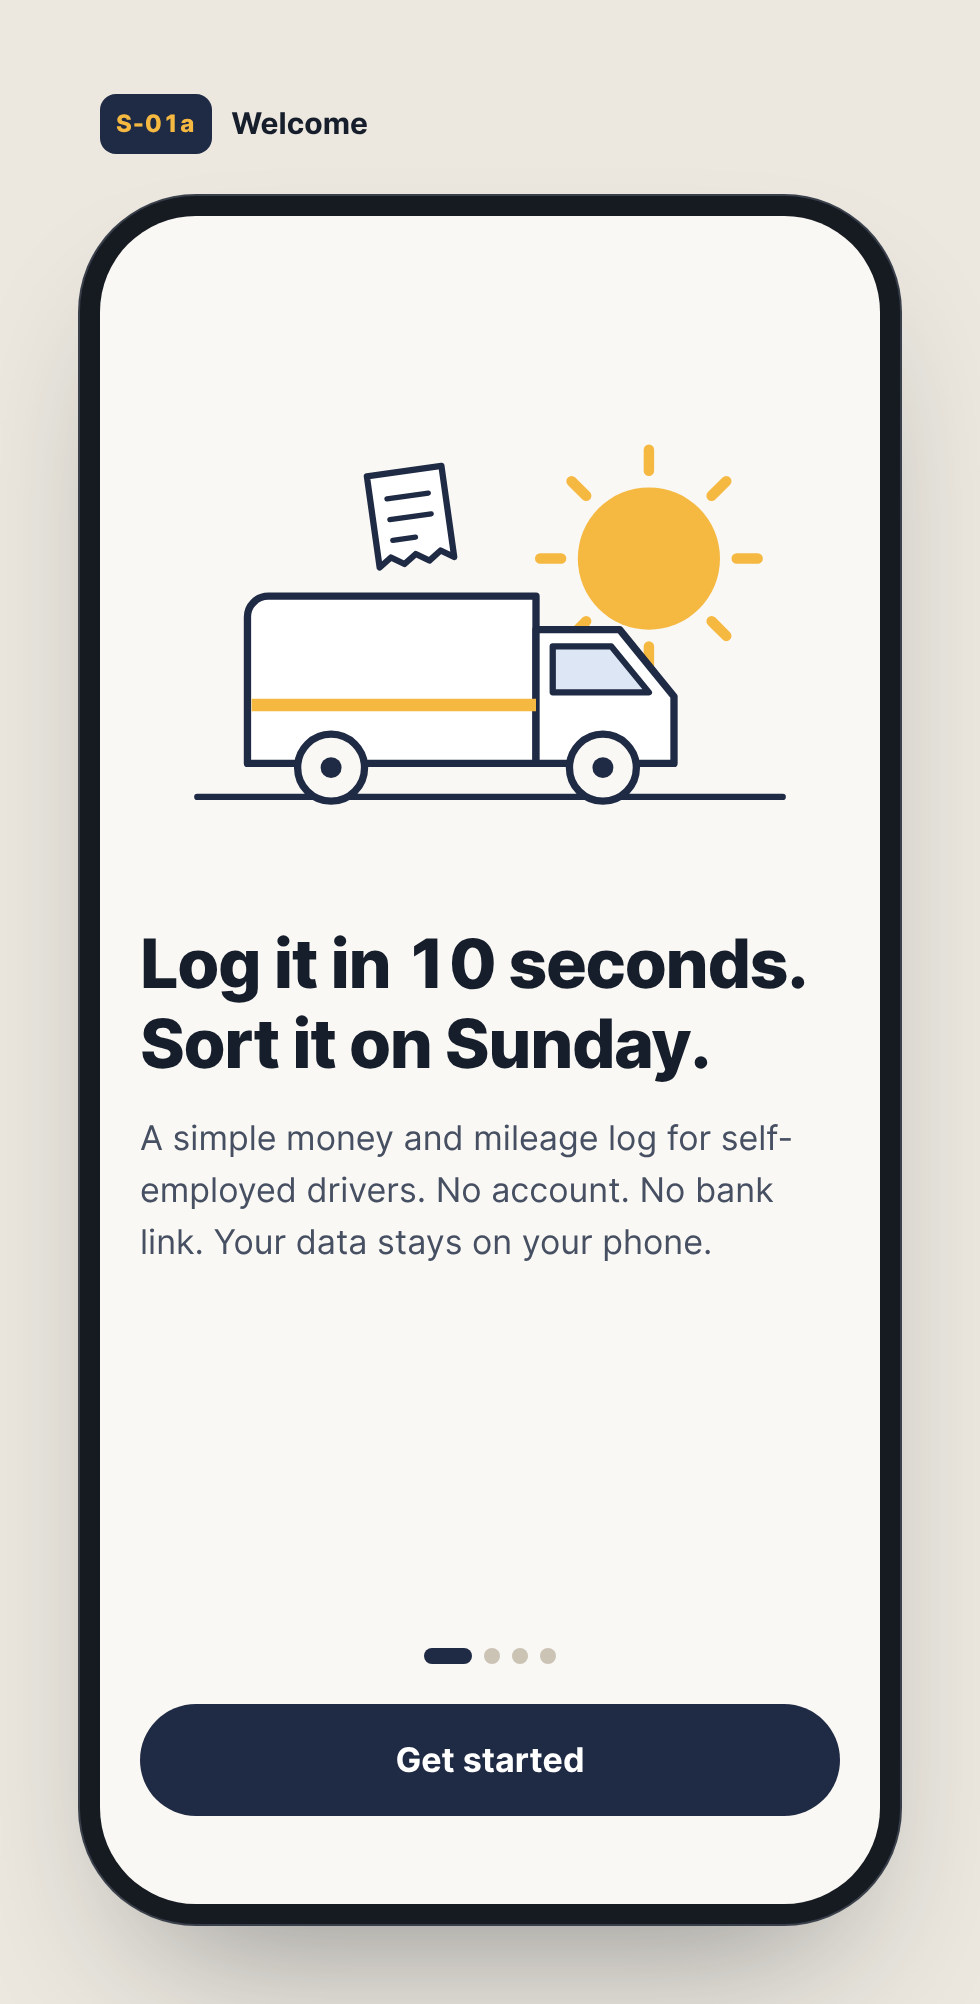 S-01a Welcome
Log it in 10 seconds.
Sort it on Sunday.
A simple money and mileage log for self-
employed drivers. No account. No bank
link. Your data stays on your phone.
Get started